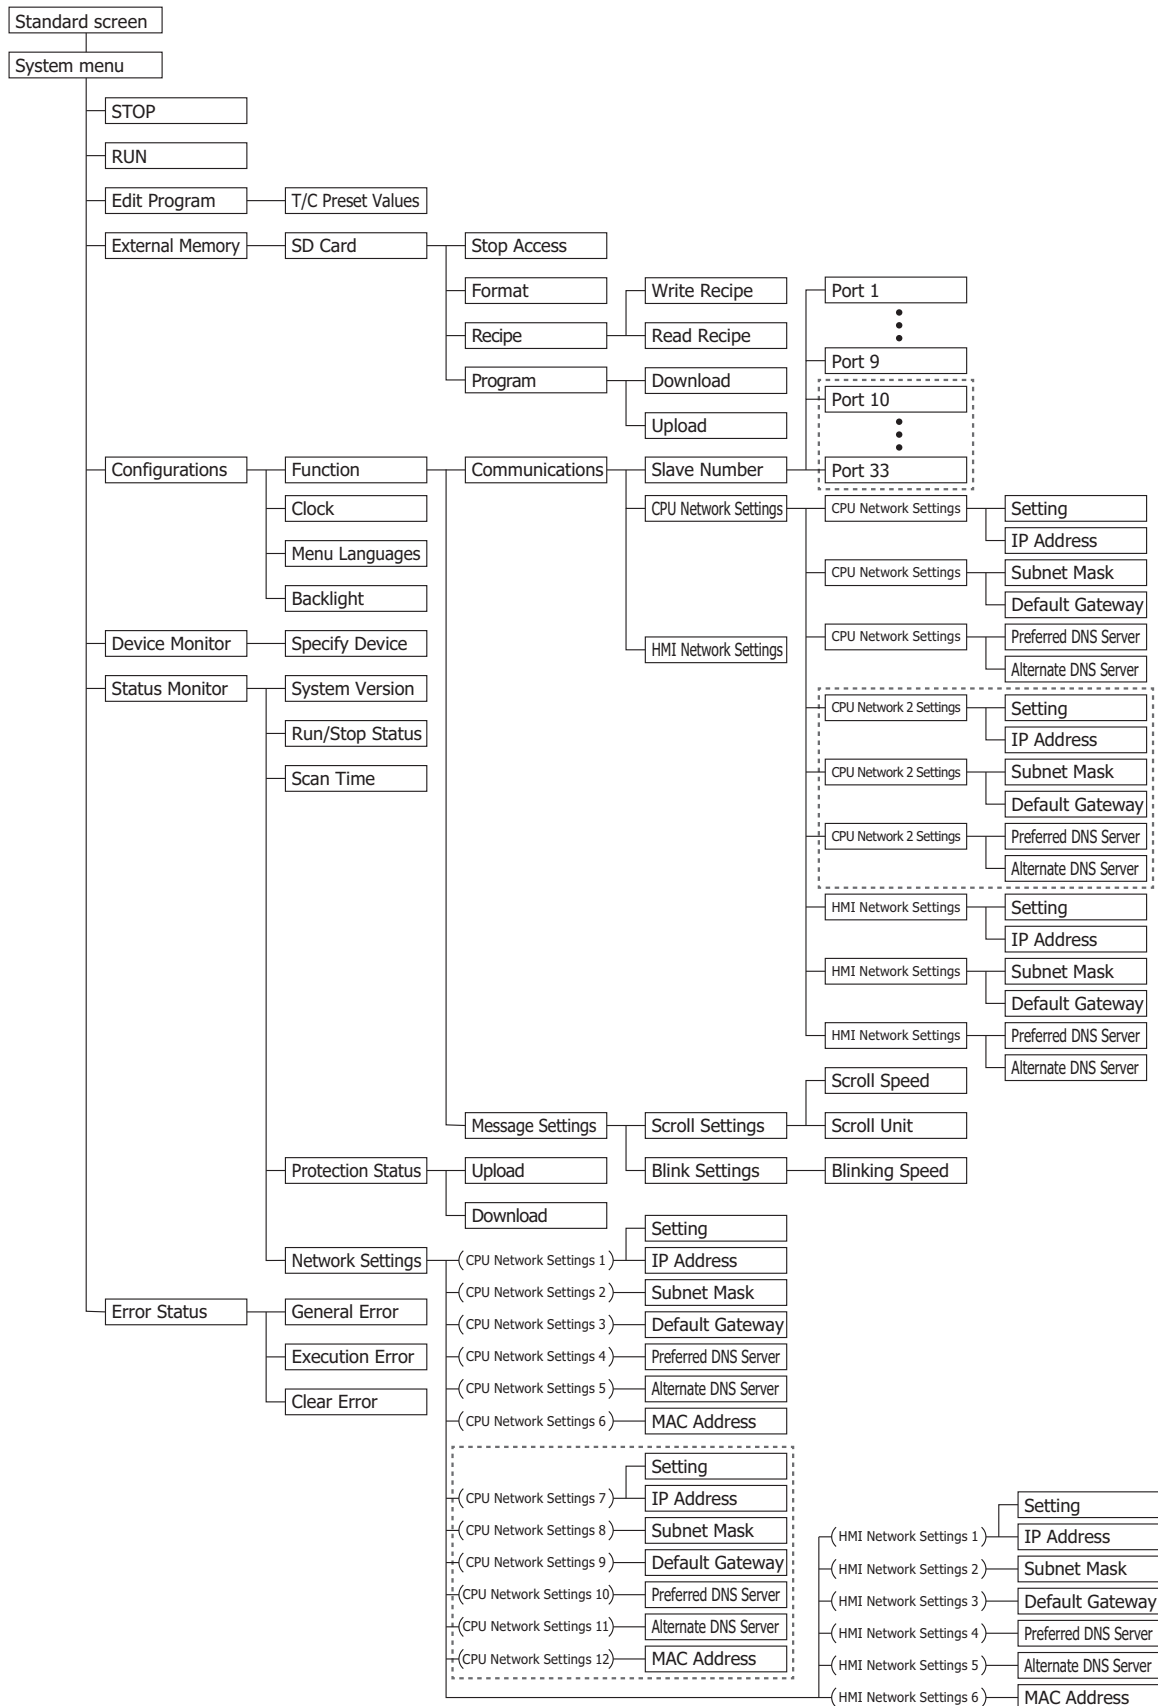 Standard screen
System menu
STOP
RUN
Edit Program
T/C Preset Values
External Memory
SD Card
Stop Access
Format
Recipe
Write Recipe
Read Recipe
Program
Download
Upload
Port 1
Port 9
Port 10
Port 33
Configurations
Function
Communications
Slave Number
Clock
Menu Languages
Backlight
CPU Network Settings
CPU Network Settings
Setting
IP Address
CPU Network Settings
Subnet Mask
Default Gateway
CPU Network Settings
Preferred DNS Server
Alternate DNS Server
CPU Network 2 Settings
Setting
IP Address
CPU Network 2 Settings
Subnet Mask
Default Gateway
CPU Network 2 Settings
Preferred DNS Server
Alternate DNS Server
HMI Network Settings
Setting
IP Address
HMI Network Settings
Subnet Mask
Default Gateway
HMI Network Settings
Preferred DNS Server
Alternate DNS Server
HMI Network Settings
Message Settings
Scroll Settings
Scroll Speed
Scroll Unit
Blink Settings
Blinking Speed
Device Monitor
Specify Device
Status Monitor
System Version
Run/Stop Status
Scan Time
Protection Status
Upload
Download
Network Settings
(CPU Network Settings 1)
Setting
IP Address
(CPU Network Settings 2)
Subnet Mask
(CPU Network Settings 3)
Default Gateway
(CPU Network Settings 4)
Preferred DNS Server
(CPU Network Settings 5)
Alternate DNS Server
(CPU Network Settings 6)
MAC Address
(CPU Network Settings 7)
Setting
IP Address
(CPU Network Settings 8)
Subnet Mask
(CPU Network Settings 9)
Default Gateway
(CPU Network Settings 10)
Preferred DNS Server
(CPU Network Settings 11)
Alternate DNS Server
(CPU Network Settings 12)
MAC Address
(HMI Network Settings 1)
Setting
IP Address
(HMI Network Settings 2)
Subnet Mask
(HMI Network Settings 3)
Default Gateway
(HMI Network Settings 4)
Preferred DNS Server
(HMI Network Settings 5)
Alternate DNS Server
(HMI Network Settings 6)
MAC Address
Error Status
General Error
Execution Error
Clear Error